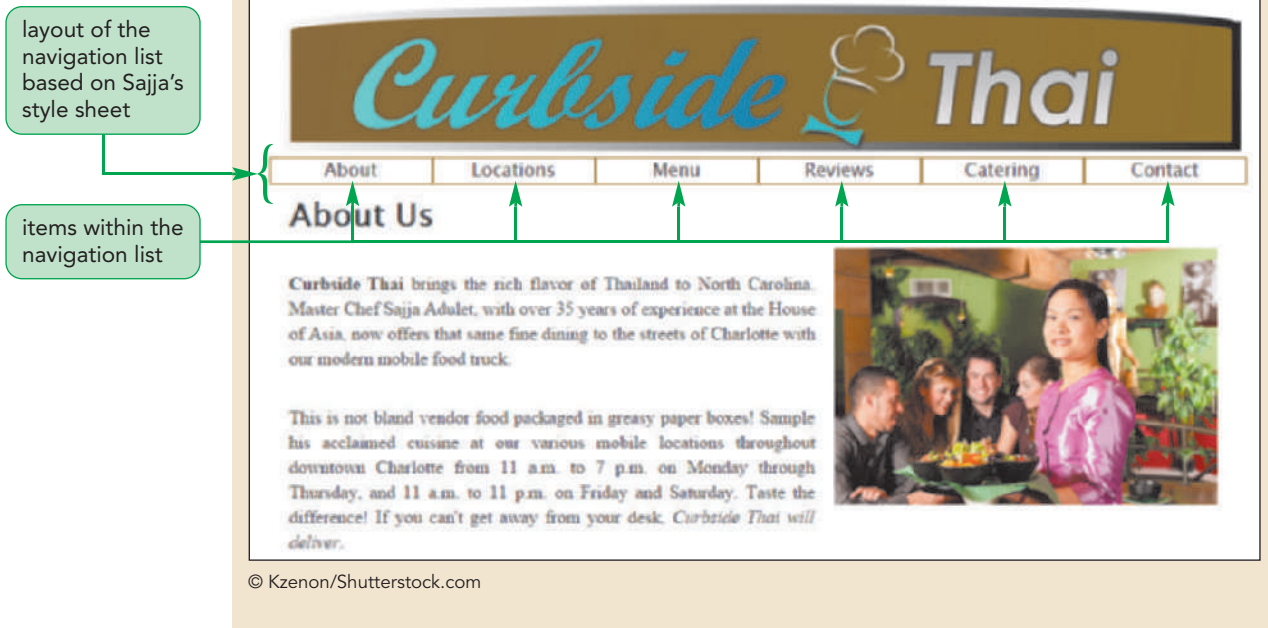 layout of the
navigation list
based on Sajja's
style sheet
Curbside Thai
About Locations Menu Reviews Catering Contact
items within the
navigation list
About Us
Curbside Thai brings the rich flavor of Thailand to North Carolina.
Master Chef Sajja Adulet, with over 35 years of experience at the House
of Asia, now offers that same fine dining to the streets of Charlotte with
our modern mobile food truck.
This is not bland vendor food packaged in greasy paper boxes! Sample
his acclaimed cuisine at our various mobile locations throughout
downtown Charlotte from 11 a.m. to 7 p.m. on Monday through
Thursday, and 11 a.m. to 11 p.m. on Friday and Saturday. Taste the
difference! If you can't get away from your desk, Curbside Thai will
deliver.
© Kzenon/Shutterstock.com